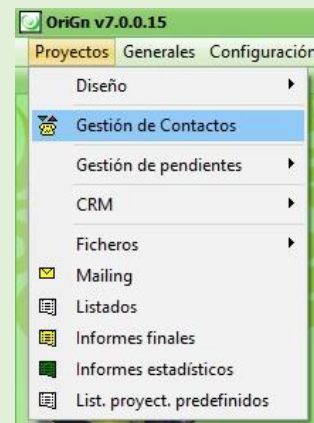 OriGn v7.0.0.15
Proyectos Generales Configuración
Diseño
Gestión de Contactos
Gestión de pendientes
CRM
Ficheros
Mailing
Listados
Informes finales
Informes estadísticos
List. proyect. predefinidos